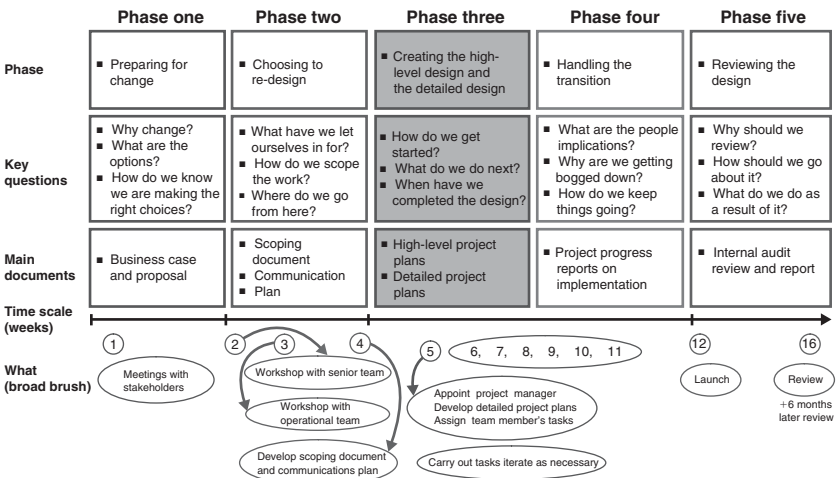 Phase one
Phase two
Phase three
Phase four
Phase five
Phase
▪ Preparing for
change
▪ Choosing to
re-design
▪ Creating the high-
level design and
the detailed design
▪ Handling the
transition
▪ Reviewing the
design
Key
questions
▪ Why change?
▪ What are the
options?
▪ How do we know
we are making the
right choices?
▪ What have we let
ourselves in for?
▪ How do we scope
the work?
▪ Where do we go
from here?
▪ How do we get
started?
▪ What do we do next?
▪ When have we
completed the design?
▪ What are the people
implications?
▪ Why are we getting
bogged down?
▪ How do we keep
things going?
▪ Why should we
review?
▪ How should we go
about it?
▪ What do we do as
a result of it?
Main
documents
▪ Business case
and proposal
▪ Scoping
document
▪ Communication
▪ Plan
▪ High-level project
plans
▪ Detailed project
plans
▪ Project progress
reports on
implementation
▪ Internal audit
review and report
Time scale
(weeks)
1
2
3
4
5
6, 7, 8, 9, 10, 11
12
16
What
(broad brush)
Meetings with
stakeholders
Workshop with senior team
Workshop with
operational team
Develop scoping document
and communications plan
Appoint project manager
Develop detailed project plans
Assign team member's tasks
Carry out tasks iterate as necessary
Launch
Review
+6 months
later review